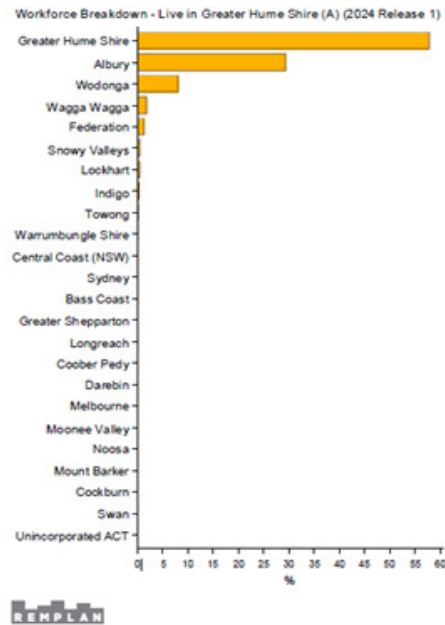 Workforce Breakdown - Live in Greater Hume Shire (A) (2024 Release 1)
Greater Hume Shire
Albury
Wodonga
Wagga Wagga
Federation
Snowy Valleys
Lockhart
Indigo
Towong
Warrumbungle Shire
Central Coast (NSW)
Sydney
Bass Coast
Greater Shepparton
Longreach
Coober Pedy
Darebin
Melbourne
Moonee Valley
Noosa
Mount Barker
Cockburn
Swan
Unincorporated ACT
0 5 10 15 20 25 30 35 40 45 50 55 60
%
REMPLAN